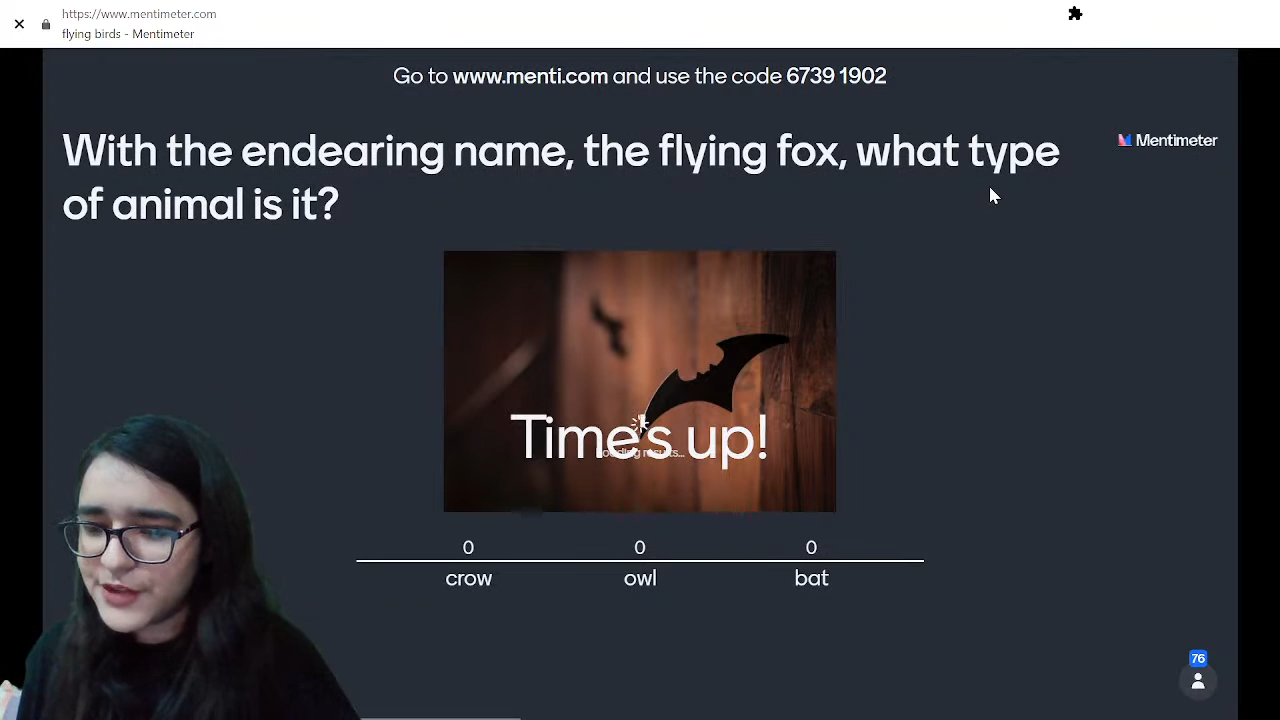 https://www.mentimeter.com
flying birds - Mentimeter
Go to www.menti.com and use the code 6739 1902
With the endearing name, the flying fox, what type
of animal is it?
Mentimeter
Time's up!
Loading results...
0 0 0
crow owl bat
76